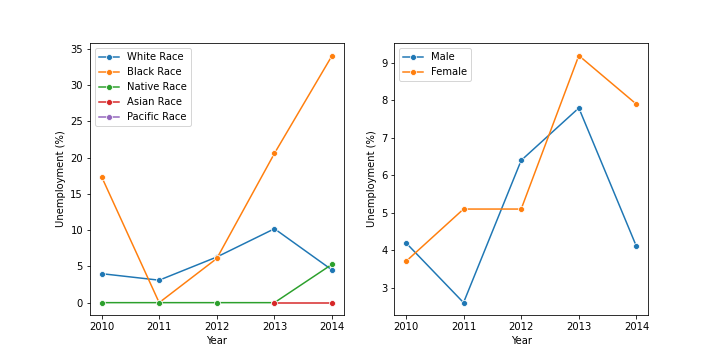 35
30
25
20
15
10
5
0
Unemployment (%)
White Race
Black Race
Native Race
Asian Race
Pacific Race
2010 2011 2012 2013 2014
Year
9
8
7
6
5
4
3
Unemployment (%)
Male
Female
2010 2011 2012 2013 2014
Year